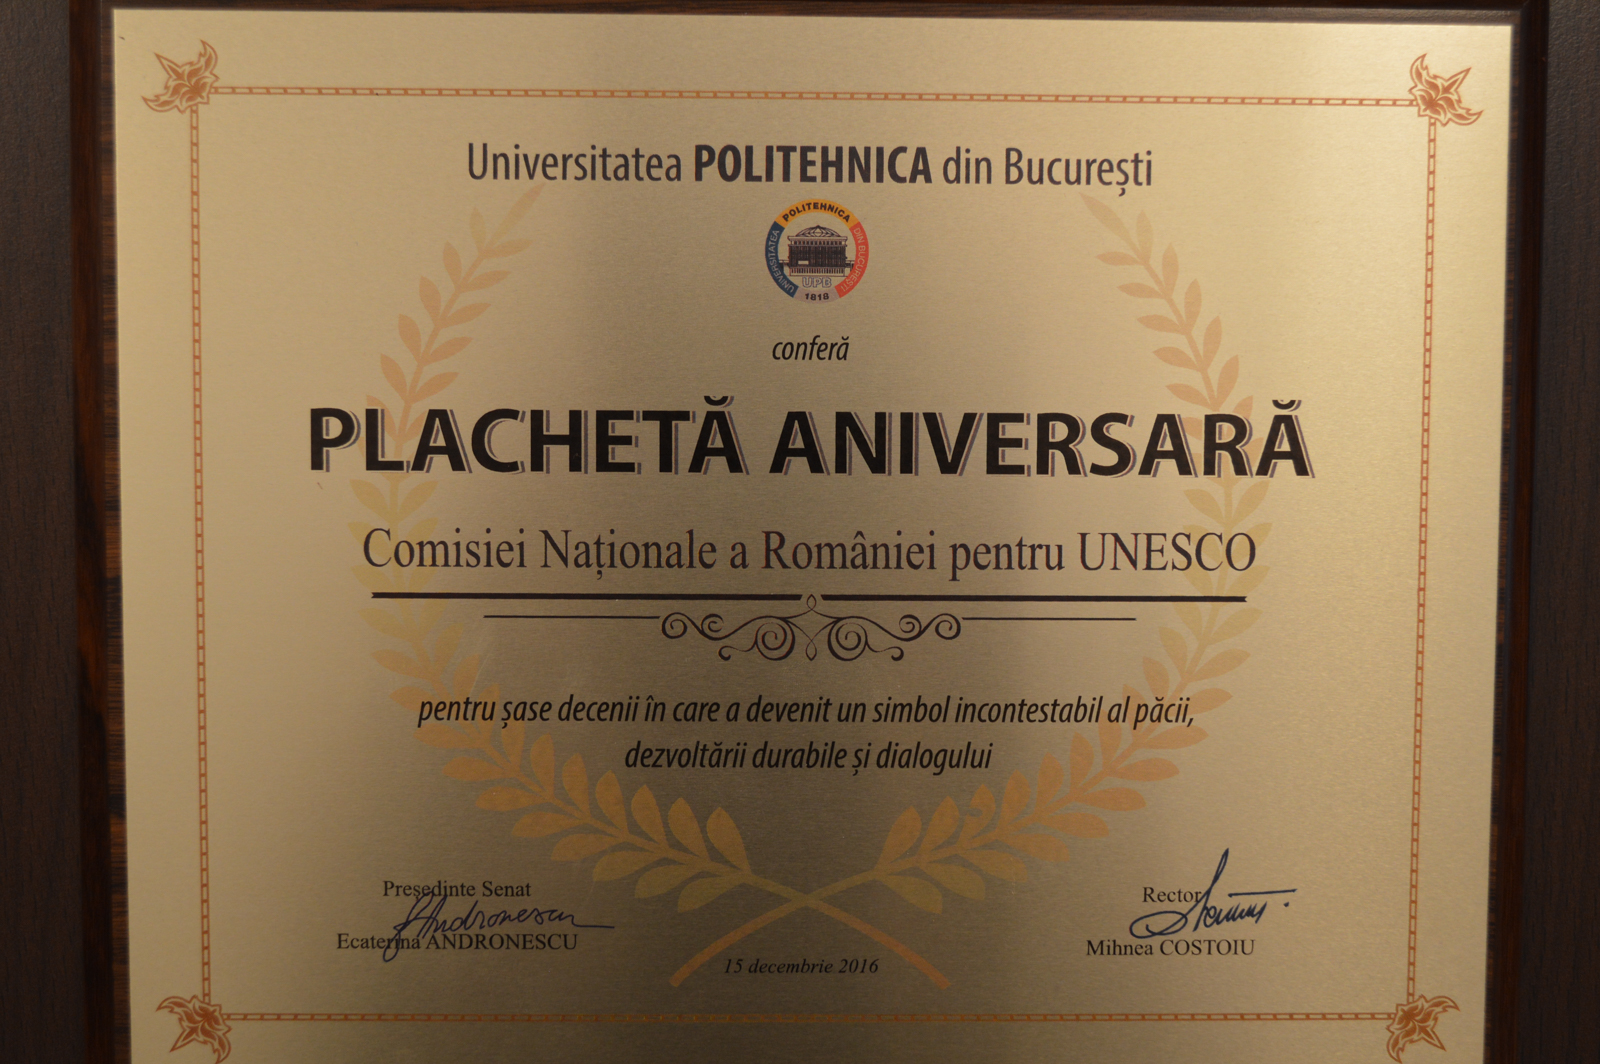 Universitatea POLITEHNICA din București
UNIVERSITATEA POLITEHNICA DIN BUCUREȘTI
UPB
1818
conferă
PLACHETĂ ANIVERSARĂ
Comisiei Naționale a României pentru UNESCO
pentru șase decenii în care a devenit un simbol incontestabil al păcii,
dezvoltării durabile și dialogului
Președinte Senat
Andronescu
Ecaterina ANDRONESCU
Rector
Mihnea COSTOIU
15 decembrie 2016